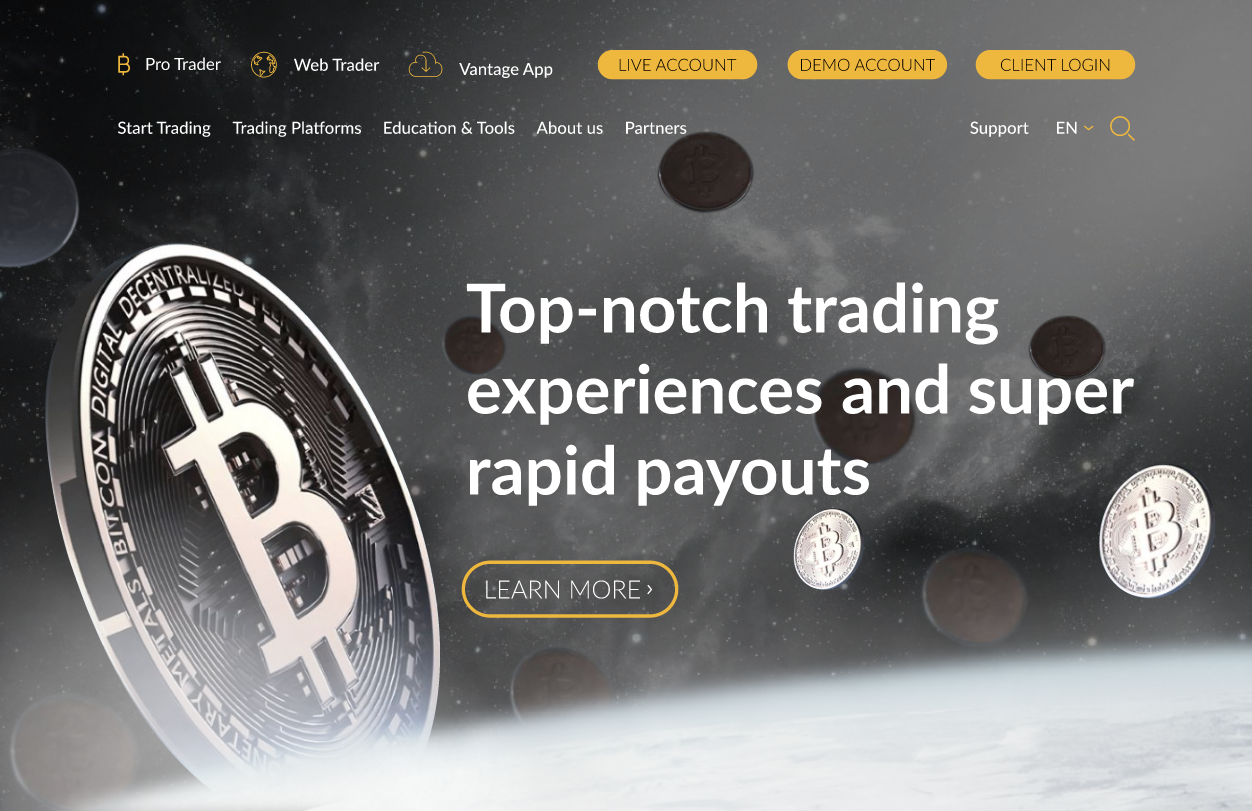 Pro Trader
Web Trader
Vantage App
LIVE ACCOUNT
DEMO ACCOUNT
CLIENT LOGIN
Start Trading
Trading Platforms
Education & Tools
About us
Partners
Support
EN
DIGITAL DECENTRALIZED
BITCOIN
METALS
Top-notch trading
experiences and super
rapid payouts
LEARN MORE ›